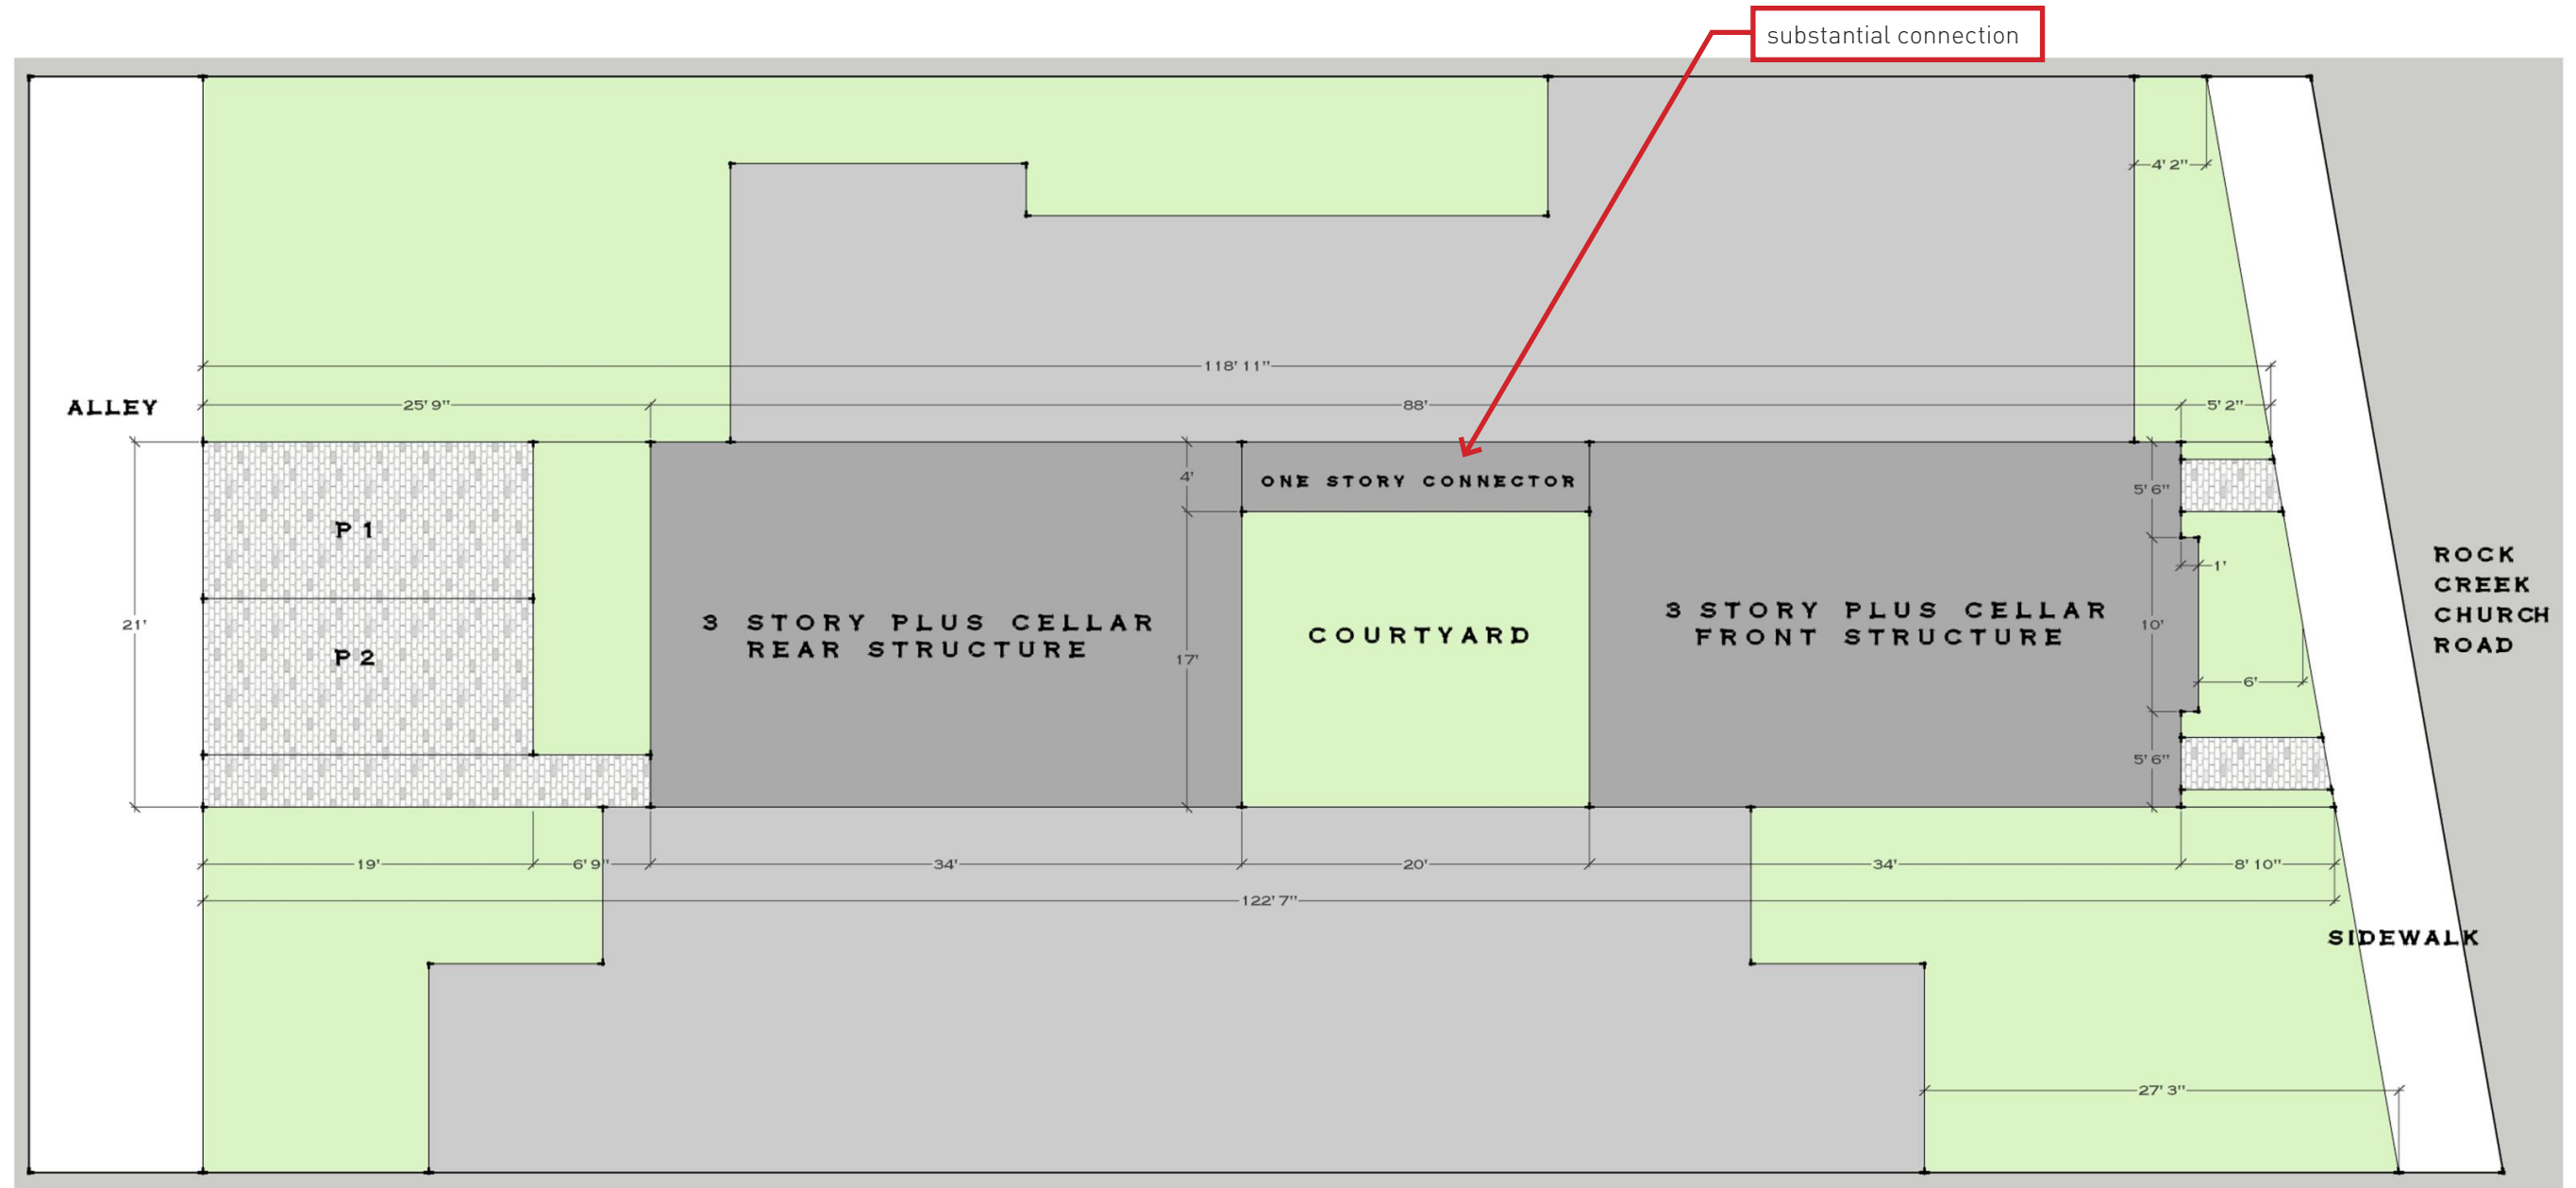 substantial connection
4' 2"
118' 11"
ALLEY
25' 9"
88'
5' 2"
4'
ONE STORY CONNECTOR
5' 6"
P 1
ROCK
CREEK
CHURCH
ROAD
1'
21'
3 STORY PLUS CELLAR
REAR STRUCTURE
COURTYARD
3 STORY PLUS CELLAR
FRONT STRUCTURE
10'
P 2
17'
6'
5' 6"
19'
6' 9"
34'
20'
34'
8' 10"
122' 7"
SIDEWALK
27' 3"